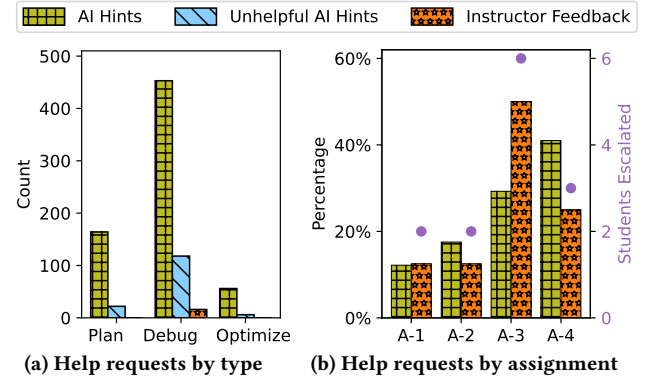 AI Hints Unhelpful AI Hints Instructor Feedback
500
400
300
200
100
0
Count
Plan Debug Optimize
(a) Help requests by type
60%
40%
20%
0%
Percentage
6
4
2
0
Students Escalated
A-1 A-2 A-3 A-4
(b) Help requests by assignment